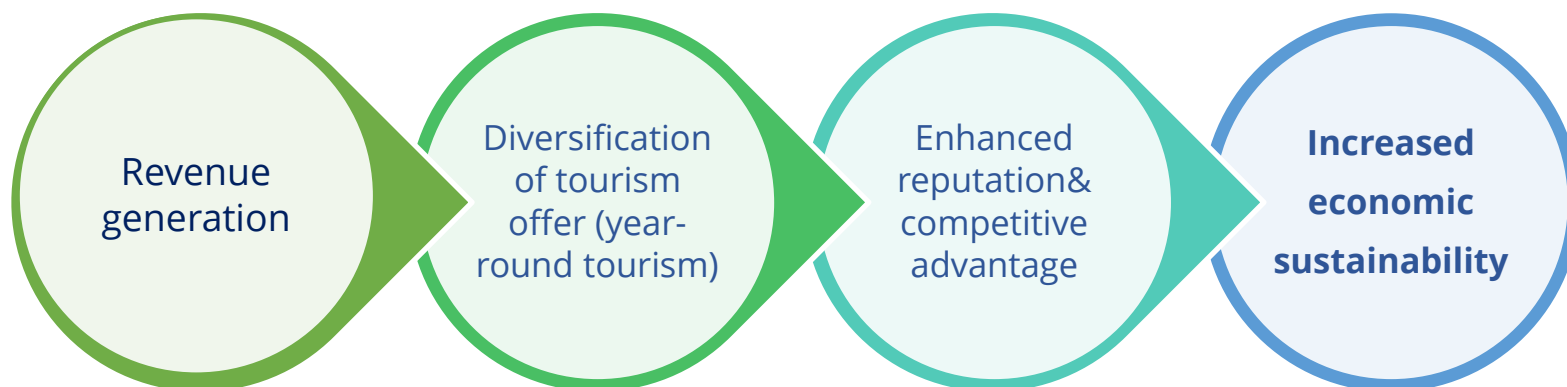 Revenue
generation
Diversification
of tourism
offer (year-
round tourism)
Enhanced
reputation&
competitive
advantage
Increased
economic
sustainability